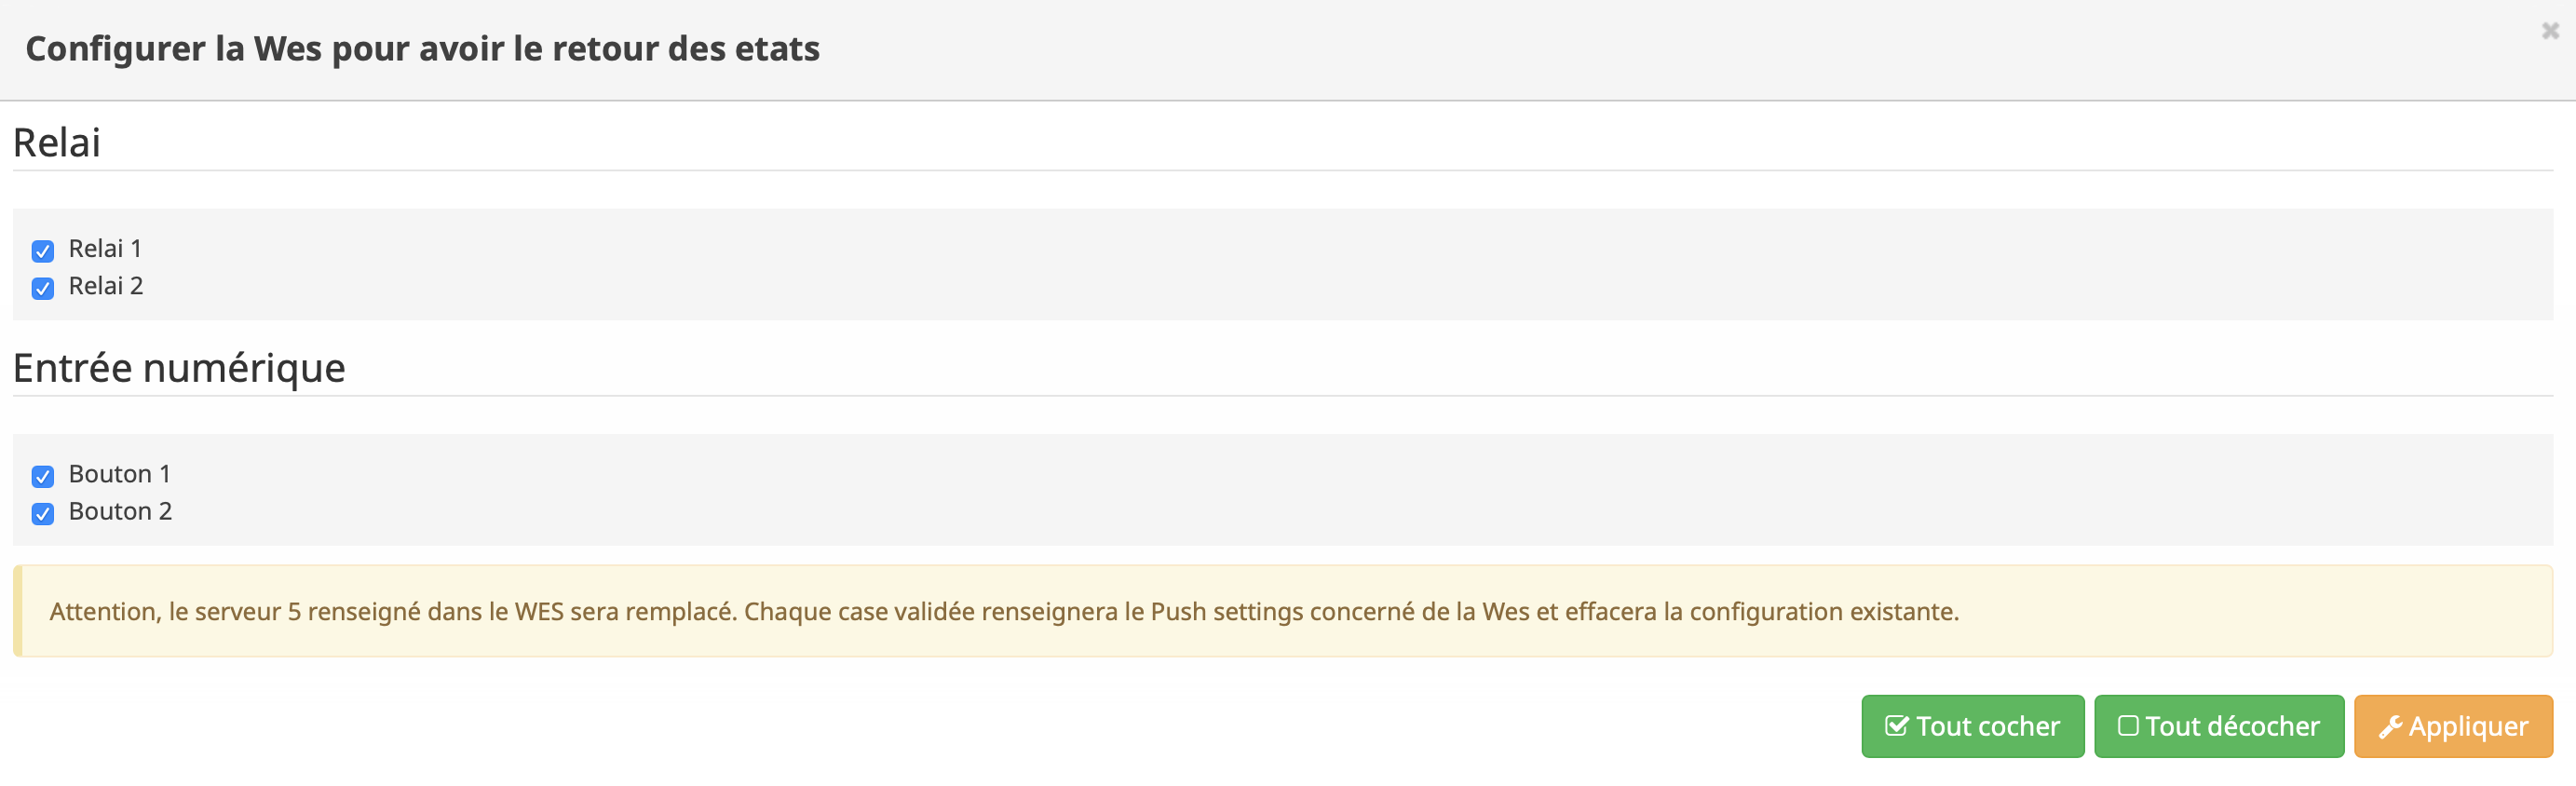 Configurer la Wes pour avoir le retour des etats
Relai
Relai 1
Relai 2
Entrée numérique
Bouton 1
Bouton 2
Attention, le serveur 5 renseigné dans le WES sera remplacé. Chaque case validée renseignera le Push settings concerné de la Wes et effacera la configuration existante.
Tout cocher Tout décocher Appliquer